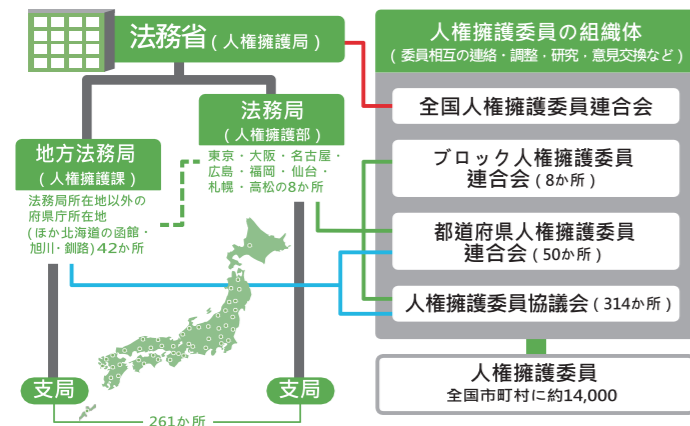 法務省(人権擁護局)
法務局
(人権擁護部)
東京・大阪・名古屋・
広島・福岡・仙台・
札幌・高松の8か所
地方法務局
(人権擁護課)
法務局所在地以外の
府県庁所在地
(ほか北海道の函館・
旭川・釧路)42か所
支局
支局
261か所
人権擁護委員の組織体
(委員相互の連絡・調整・研究・意見交換など)
全国人権擁護委員連合会
ブロック人権擁護委員
連合会(8か所)
都道府県人権擁護委員
連合会(50か所)
人権擁護委員協議会(314か所)
人権擁護委員
全国市町村に約14,000